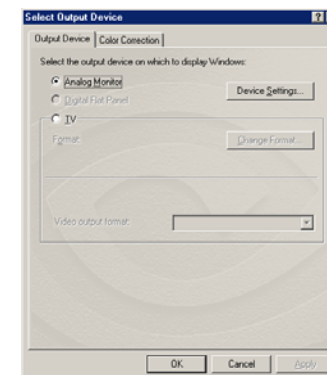 Select Output Device
?
Output Device
Color Correction
Select the output device on which to display Windows:
Analog Monitor
Device Settings...
Digital Flat Panel
TV
Format:
Change Format...
Video output format:
OK
Cancel
Apply